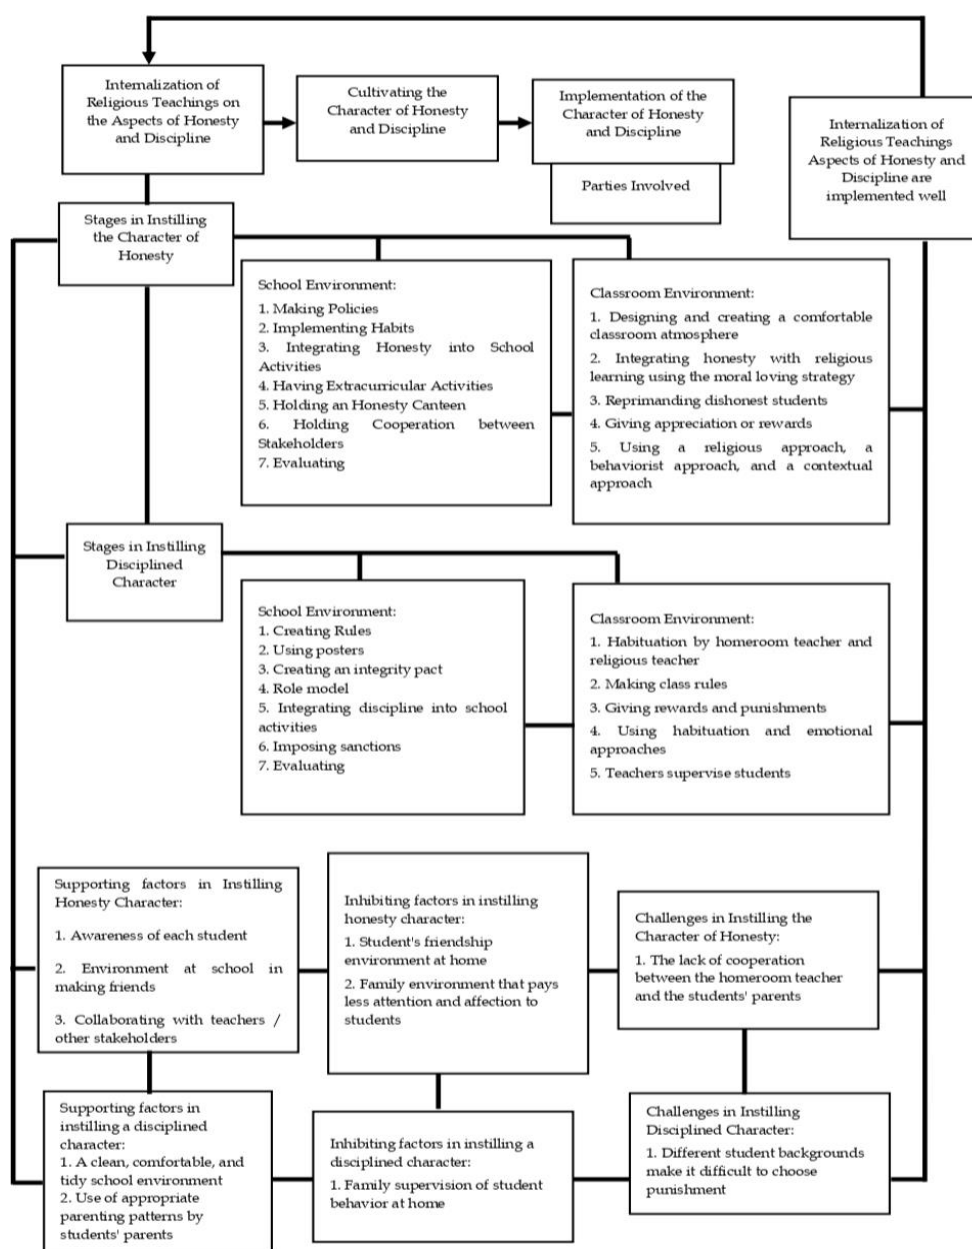 Internalization of
Religious Teachings on
the Aspects of Honesty
and Discipline
Cultivating the
Character of Honesty
and Discipline
Implementation of the
Character of Honesty
and Discipline
Parties Involved
Internalization of
Religious Teachings
Aspects of Honesty and
Discipline are
implemented well
Stages in Instilling
the Character of
Honesty
School Environment:
1. Making Policies
2. Implementing Habits
3. Integrating Honesty into School
Activities
4. Having Extracurricular Activities
5. Holding an Honesty Canteen
6. Holding Cooperation between
Stakeholders
7. Evaluating
Classroom Environment:
1. Designing and creating a comfortable
classroom atmosphere
2. Integrating honesty with religious
learning using the moral loving strategy
3. Reprimanding dishonest students
4. Giving appreciation or rewards
5. Using a religious approach, a
behaviorist approach, and a contextual
approach
Stages in Instilling
Disciplined
Character
School Environment:
1. Creating Rules
2. Using posters
3. Creating an integrity pact
4. Role model
5. Integrating discipline into school
activities
6. Imposing sanctions
7. Evaluating
Classroom Environment:
1. Habituation by homeroom teacher and
religious teacher
2. Making class rules
3. Giving rewards and punishments
4. Using habituation and emotional
approaches
5. Teachers supervise students
Supporting factors in Instilling
Honesty Character:
1. Awareness of each student
2. Environment at school in
making friends
3. Collaborating with teachers /
other stakeholders
Inhibiting factors in instilling
honesty character:
1. Student's friendship
environment at home
2. Family environment that pays
less attention and affection to
students
Challenges in Instilling the
Character of Honesty:
1. The lack of cooperation
between the homeroom teacher
and the students' parents
Supporting factors in
instilling a disciplined
character:
1. A clean, comfortable, and
tidy school environment
2. Use of appropriate
parenting patterns by
students' parents
Inhibiting factors in instilling a
disciplined character:
1. Family supervision of student
behavior at home
Challenges in Instilling
Disciplined Character:
1. Different student backgrounds
make it difficult to choose
punishment